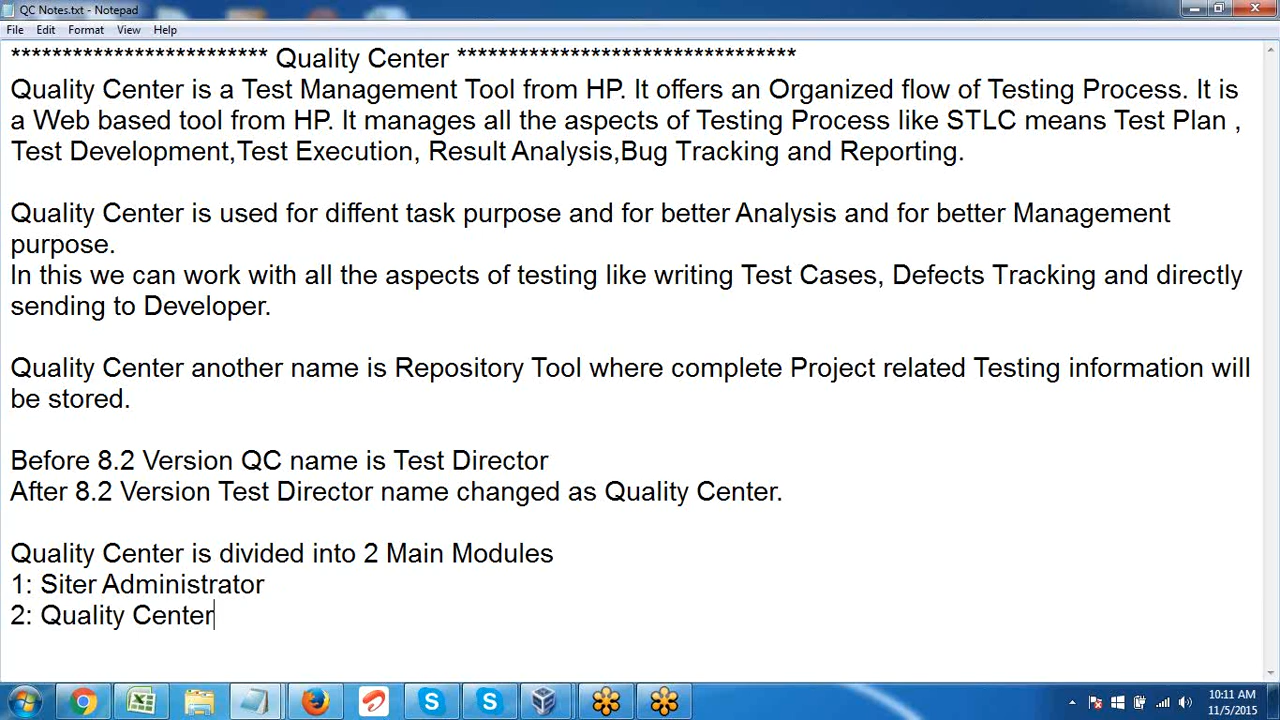 QC Notes.txt - Notepad
File Edit Format View Help
************************* Quality Center *********************************
Quality Center is a Test Management Tool from HP. It offers an Organized flow of Testing Process. It is
a Web based tool from HP. It manages all the aspects of Testing Process like STLC means Test Plan ,
Test Development,Test Execution, Result Analysis,Bug Tracking and Reporting.
Quality Center is used for diffent task purpose and for better Analysis and for better Management
purpose.
In this we can work with all the aspects of testing like writing Test Cases, Defects Tracking and directly
sending to Developer.
Quality Center another name is Repository Tool where complete Project related Testing information will
be stored.
Before 8.2 Version QC name is Test Director
After 8.2 Version Test Director name changed as Quality Center.
Quality Center is divided into 2 Main Modules
1: Siter Administrator
2: Quality Center
10:11 AM
11/5/2015